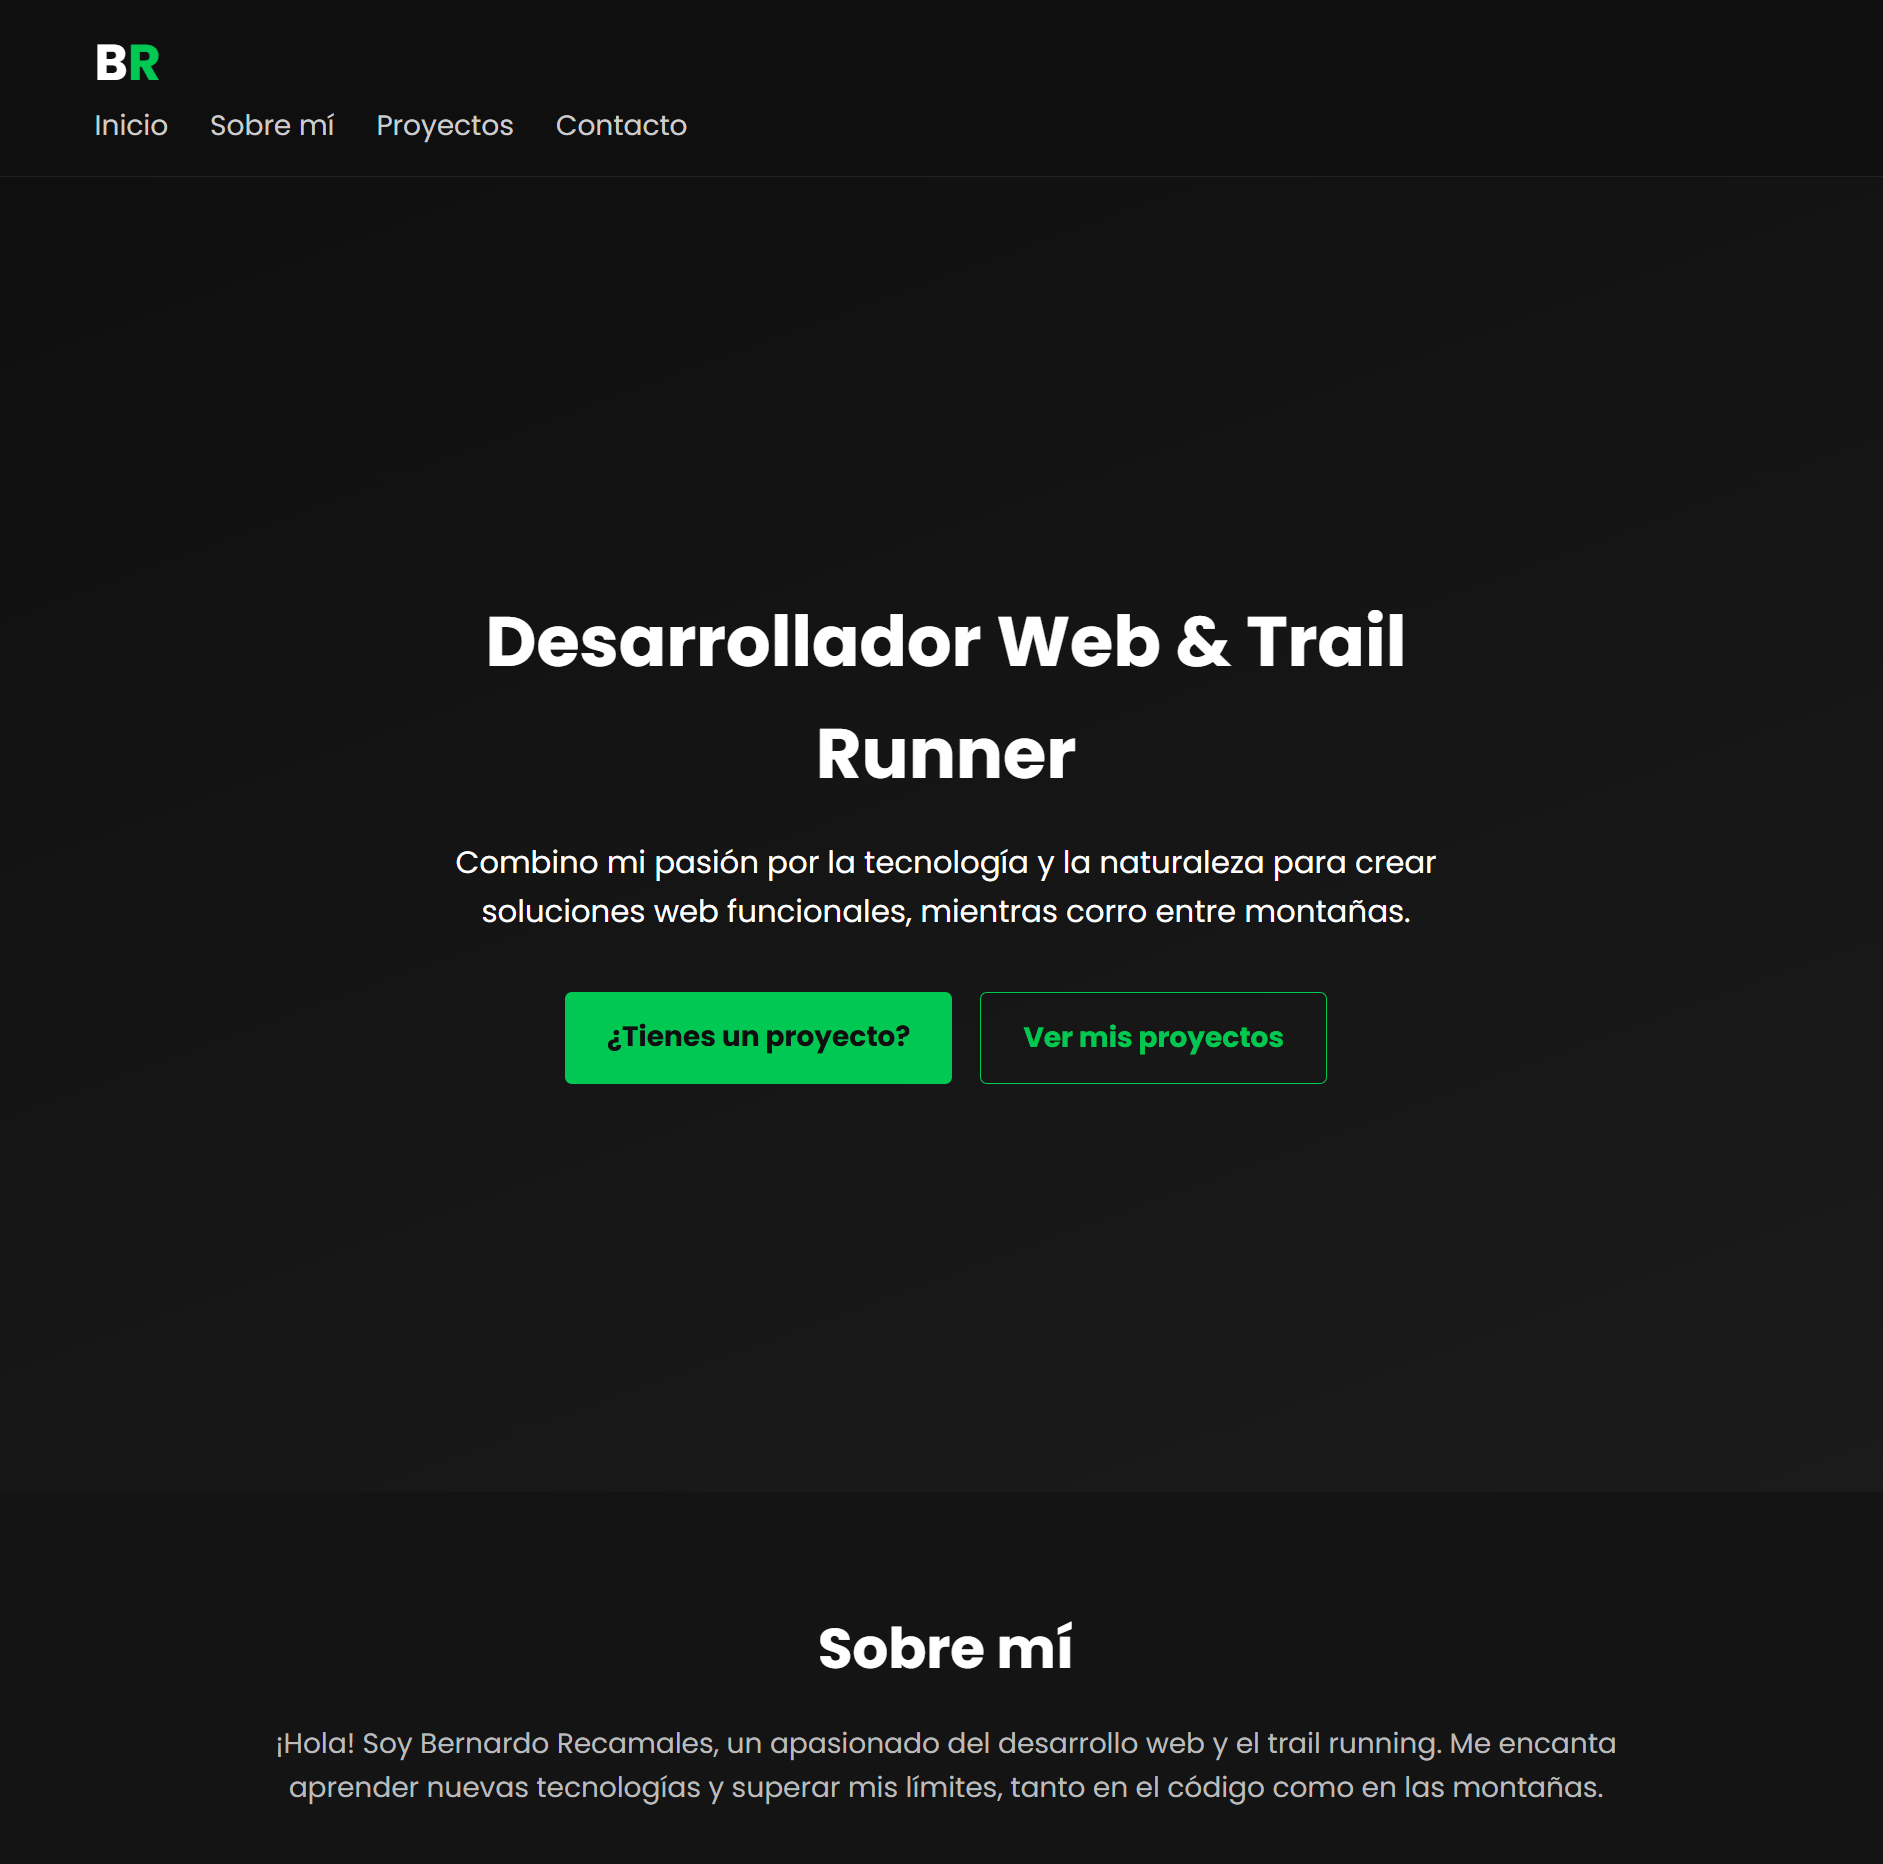 BR
Inicio Sobre mí Proyectos Contacto
Desarrollador Web & Trail
Runner
Combino mi pasión por la tecnología y la naturaleza para crear
soluciones web funcionales, mientras corro entre montañas.
¿Tienes un proyecto? Ver mis proyectos
Sobre mí
¡Hola! Soy Bernardo Recamales, un apasionado del desarrollo web y el trail running. Me encanta
aprender nuevas tecnologías y superar mis límites, tanto en el código como en las montañas.